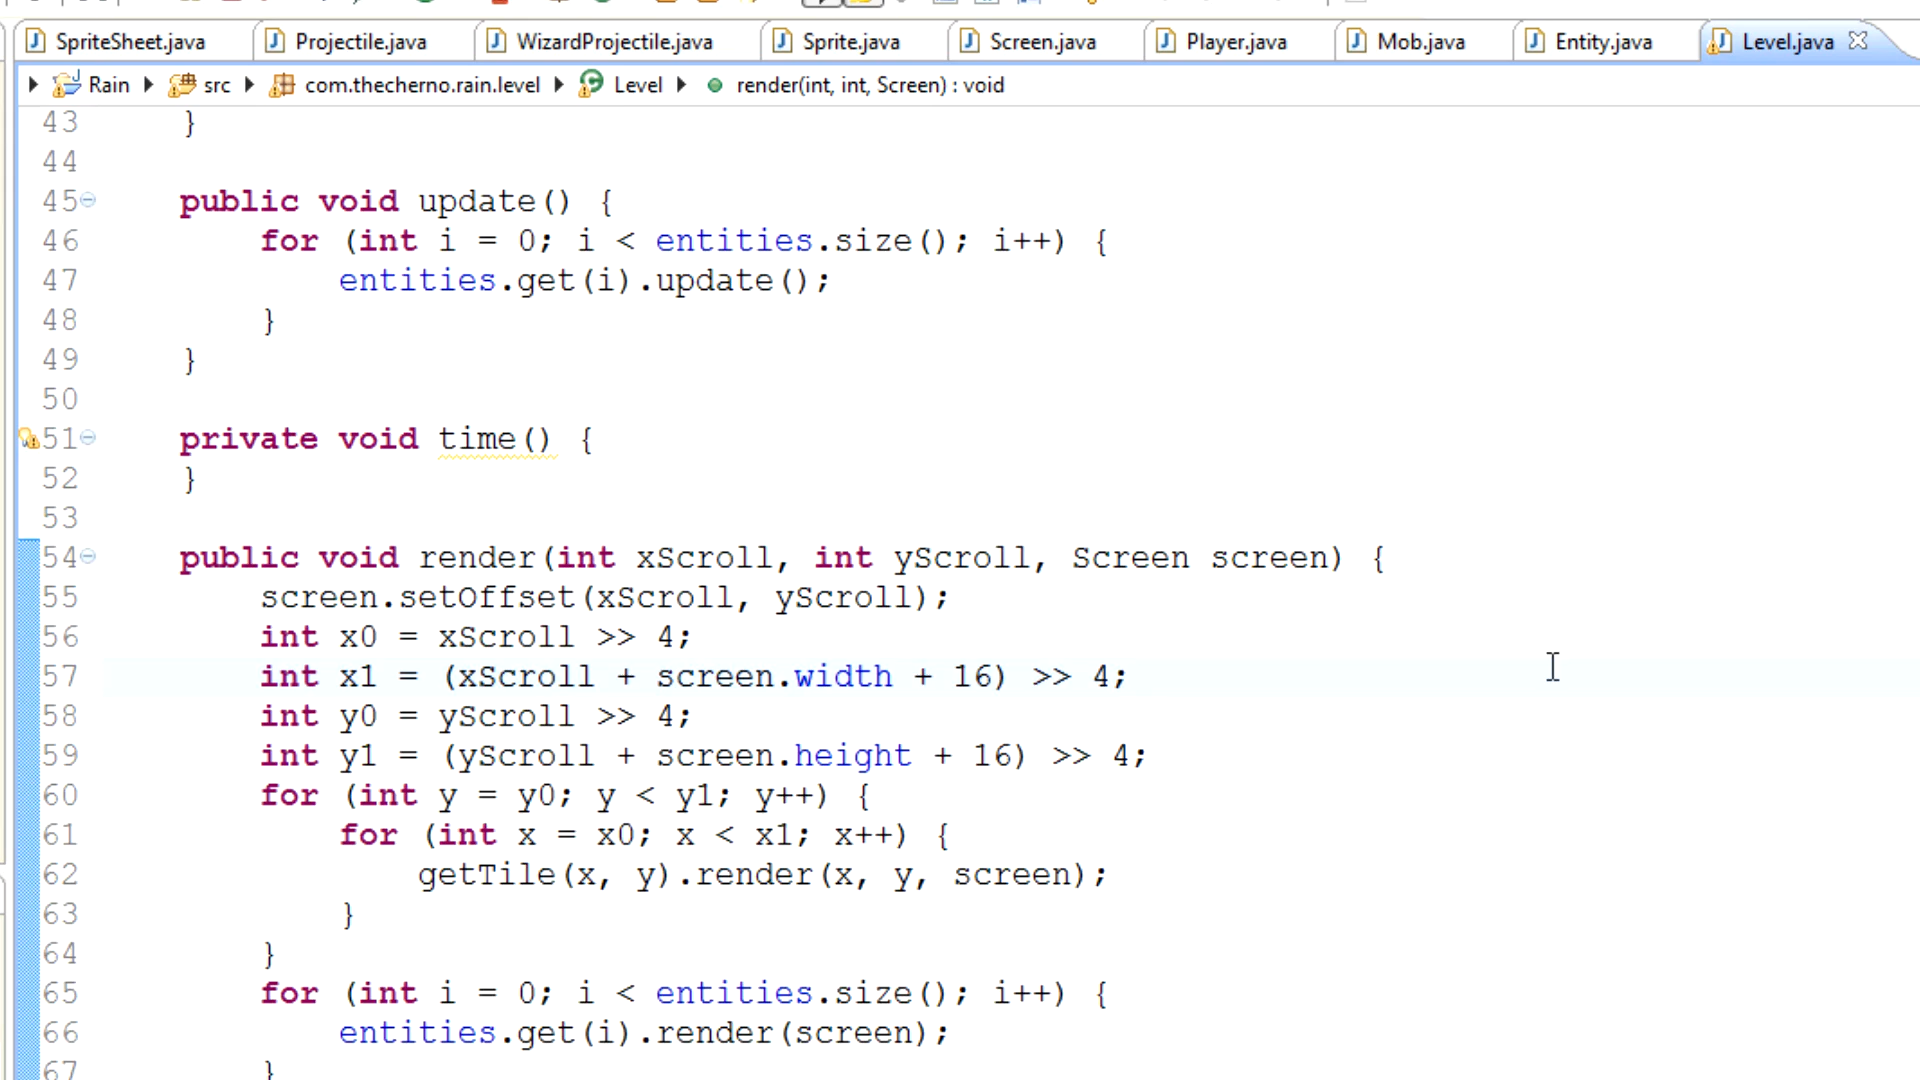 SpriteSheet.java Projectile.java WizardProjectile.java Sprite.java Screen.java Player.java Mob.java Entity.java Level.java
Rain src com.thecherno.rain.level Level render(int, int, Screen) : void
43 }
44
45 public void update() {
46 for (int i = 0; i < entities.size(); i++) {
47 entities.get(i).update();
48 }
49 }
50
51 private void time() {
52 }
53
54 public void render(int xScroll, int yScroll, Screen screen) {
55 screen.setOffset(xScroll, yScroll);
56 int x0 = xScroll >> 4;
57 int x1 = (xScroll + screen.width + 16) >> 4;
58 int y0 = yScroll >> 4;
59 int y1 = (yScroll + screen.height + 16) >> 4;
60 for (int y = y0; y < y1; y++) {
61 for (int x = x0; x < x1; x++) {
62 getTile(x, y).render(x, y, screen);
63 }
64 }
65 for (int i = 0; i < entities.size(); i++) {
66 entities.get(i).render(screen);
67 }